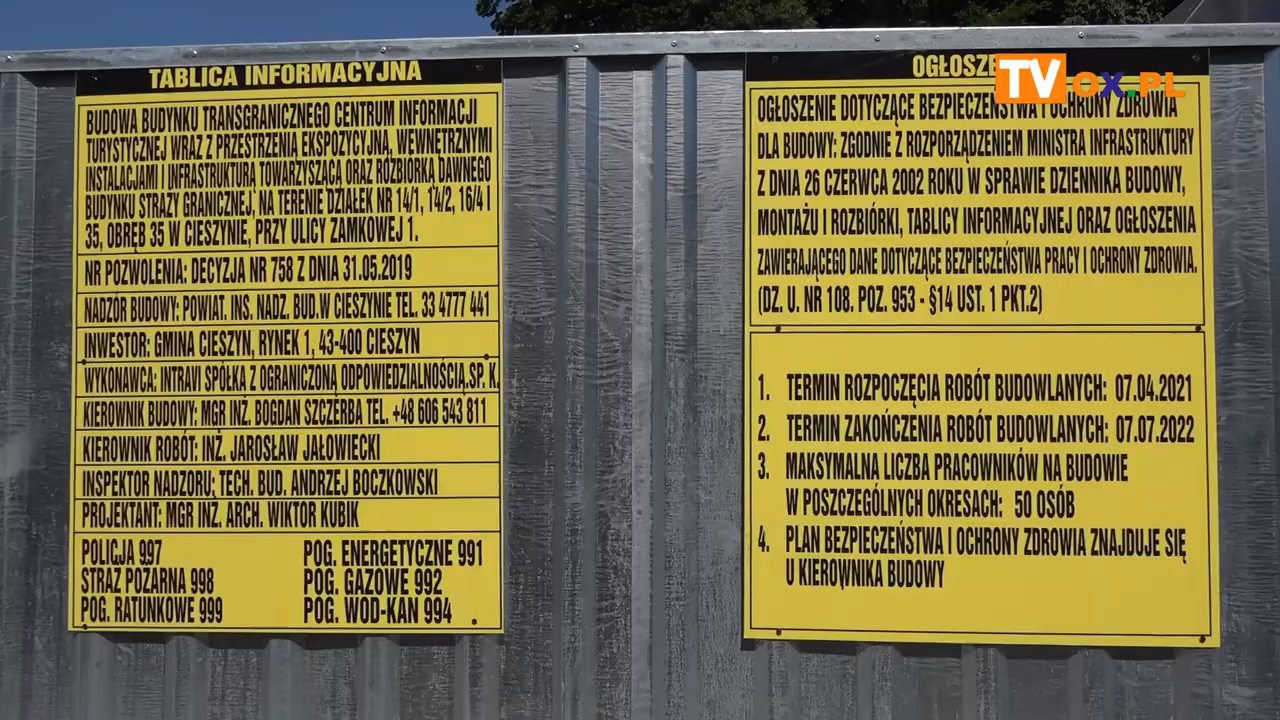 TABLICA INFORMACYJNA
BUDOWA BUDYNKU TRANSGRANICZNEGO CENTRUM INFORMACJI
TURYSTYCZNEJ WRAZ Z PRZESTRZENIĄ EKSPOZYCYJNĄ, WEWNĘTRZNYMI
INSTALACJAMI I INFRASTRUKTURĄ TOWARZYSZĄCĄ ORAZ ROZBIÓRKĄ DAWNEGO
BUDYNKU STRAŻY GRANICZNEJ, NA TERENIE DZIAŁEK NR 14/1, 14/2, 16/4 I
35, OBRĘB 35 W CIESZYNIE, PRZY ULICY ZAMKOWEJ 1.
NR POZWOLENIA: DECYZJA NR 758 Z DNIA 31.05.2019
NADZÓR BUDOWY: POWIAT. INS. NADZ. BUD.W CIESZYNIE TEL. 33 4777 441
INWESTOR: GMINA CIESZYN, RYNEK 1, 43-400 CIESZYN
WYKONAWCA: INTRAVI SPÓŁKA Z OGRANICZONĄ ODPOWIEDZIALNOŚCIĄ.SP. K.
KIEROWNIK BUDOWY: MGR INŻ. BOGDAN SZCZERBA TEL. +48 606 543 811
KIEROWNIK ROBÓT: INŻ. JAROSŁAW JAŁOWIECKI
INSPEKTOR NADZORU: TECH. BUD. ANDRZEJ BOCZKOWSKI
PROJEKTANT: MGR INŻ. ARCH. WIKTOR KUBIK
POLICJA 997 POG. ENERGETYCZNE 991
STRAŻ POŻARNA 998 POG. GAZOWE 992
POG. RATUNKOWE 999 POG. WOD-KAN 994
TVOX.PL
OGŁOSZENIE DOTYCZĄCE BEZPIECZEŃSTWA I OCHRONY ZDROWIA
DLA BUDOWY: ZGODNIE Z ROZPORZĄDZENIEM MINISTRA INFRASTRUKTURY
Z DNIA 26 CZERWCA 2002 ROKU W SPRAWIE DZIENNIKA BUDOWY,
MONTAŻU I ROZBIÓRKI, TABLICY INFORMACYJNEJ ORAZ OGŁOSZENIA
ZAWIERAJĄCEGO DANE DOTYCZĄCE BEZPIECZEŃSTWA PRACY I OCHRONY ZDROWIA.
(DZ. U. NR 108. POZ. 953 - §14 UST. 1 PKT.2)
1. TERMIN ROZPOCZĘCIA ROBÓT BUDOWLANYCH: 07.04.2021
2. TERMIN ZAKOŃCZENIA ROBÓT BUDOWLANYCH: 07.07.2022
3. MAKSYMALNA LICZBA PRACOWNIKÓW NA BUDOWIE
W POSZCZEGÓLNYCH OKRESACH: 50 OSÓB
4. PLAN BEZPIECZEŃSTWA I OCHRONY ZDROWIA ZNAJDUJE SIĘ
U KIEROWNIKA BUDOWY